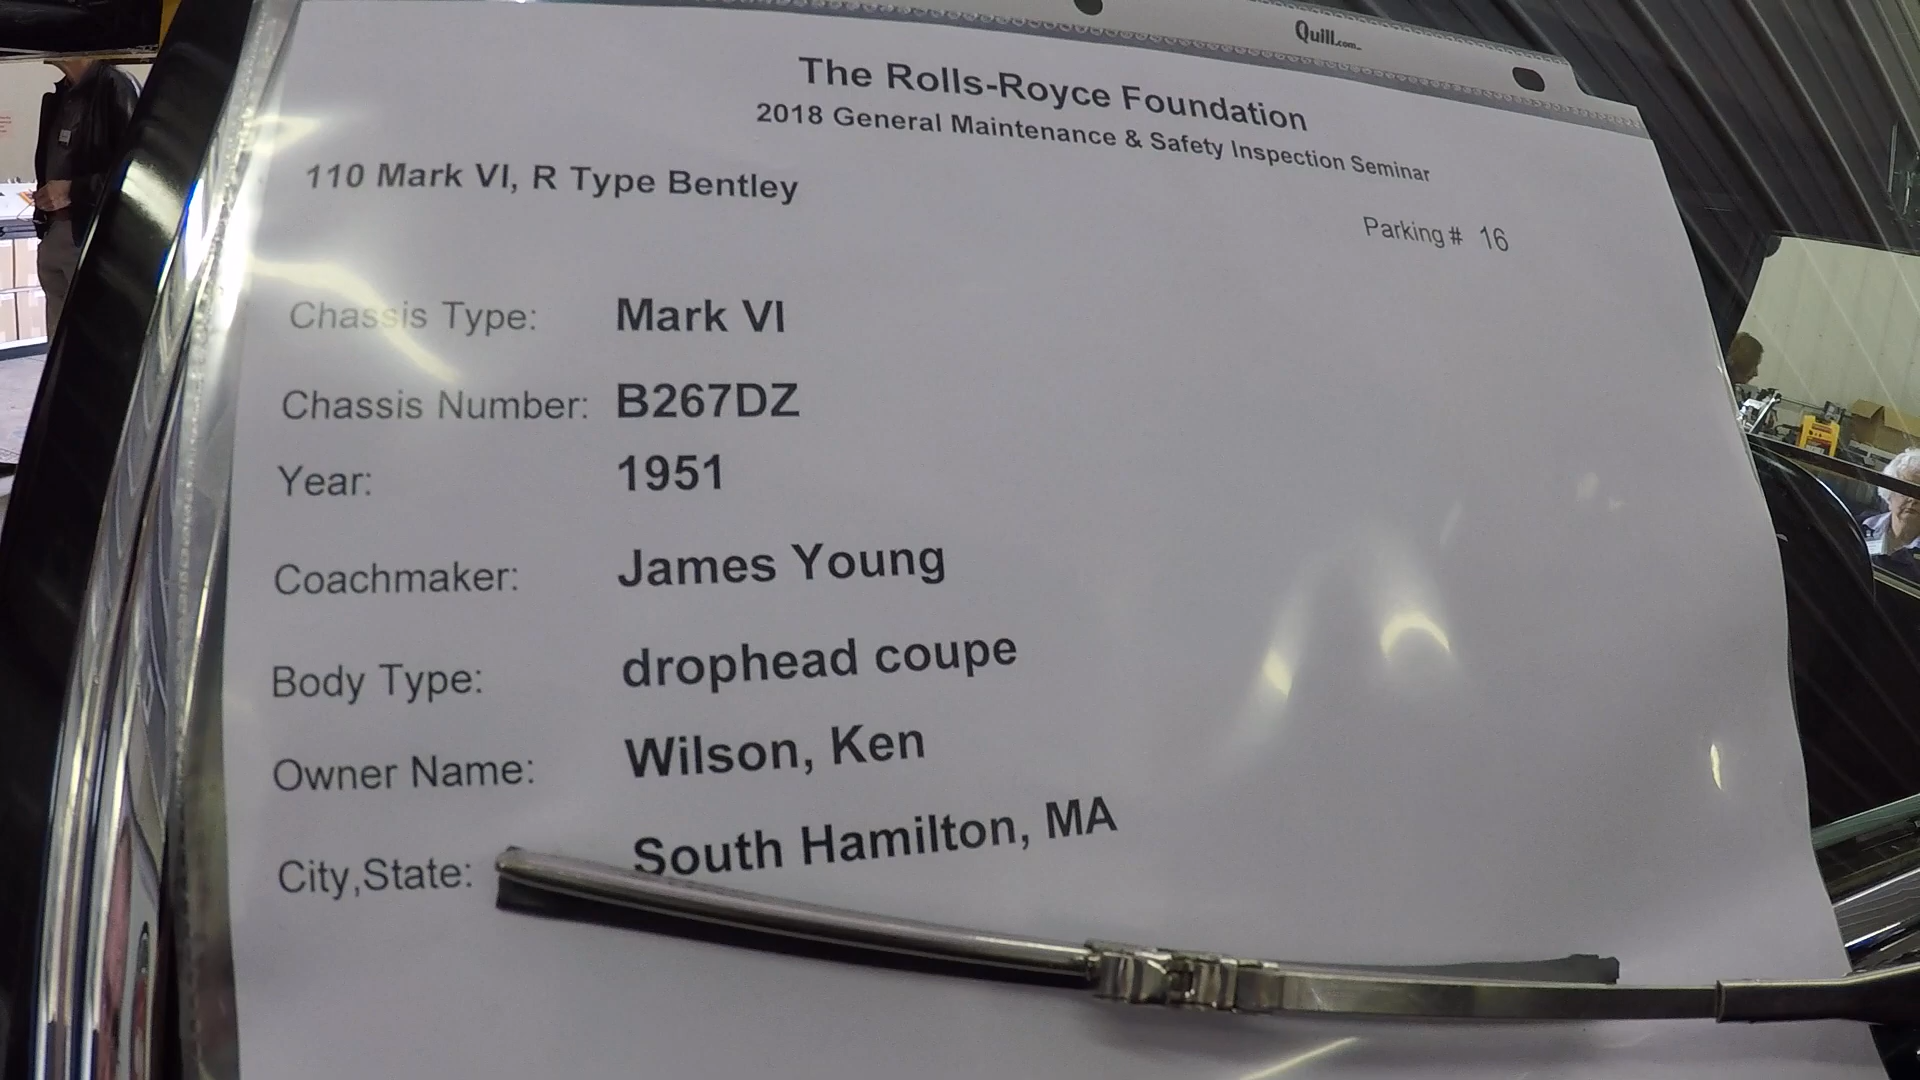 Quill.com
The Rolls-Royce Foundation
2018 General Maintenance & Safety Inspection Seminar
110 Mark VI, R Type Bentley
Parking # 16
Chassis Type: Mark VI
Chassis Number: B267DZ
Year: 1951
Coachmaker: James Young
Body Type: drophead coupe
Owner Name: Wilson, Ken
City,State: South Hamilton, MA